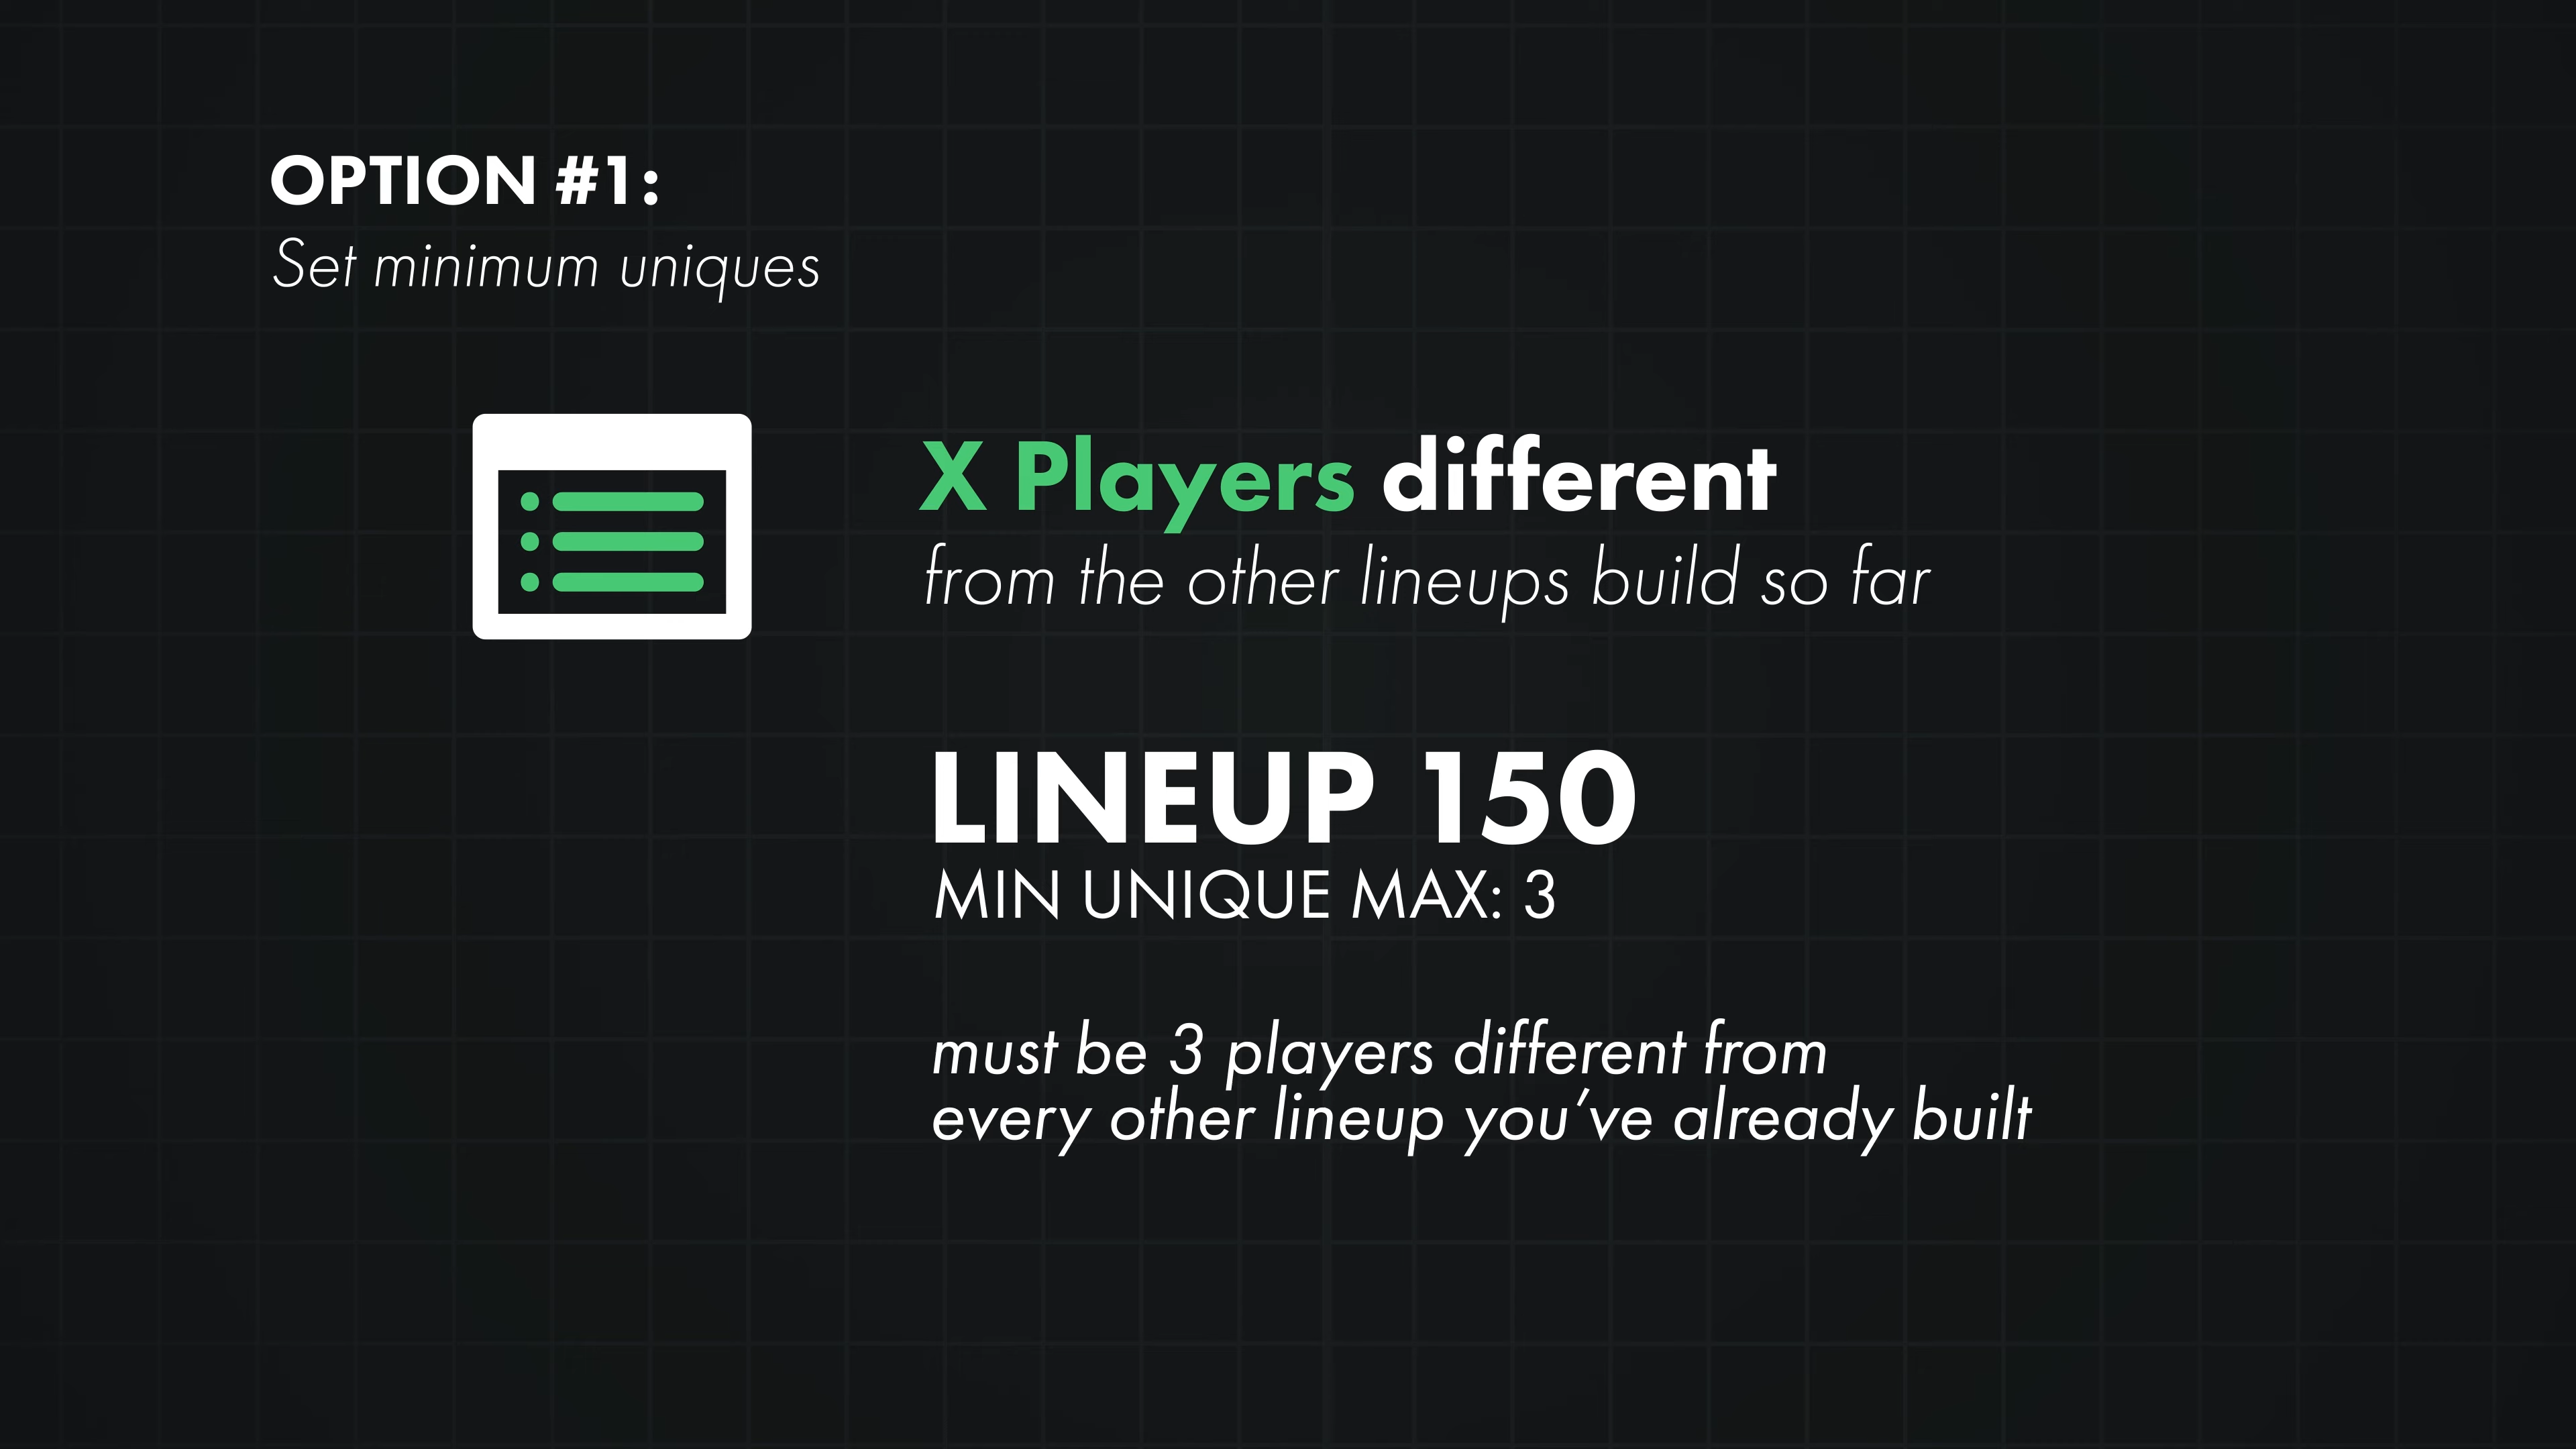 OPTION #1:
Set minimum uniques
X Players different
from the other lineups build so far
LINEUP 150
MIN UNIQUE MAX: 3
must be 3 players different from
every other lineup you’ve already built